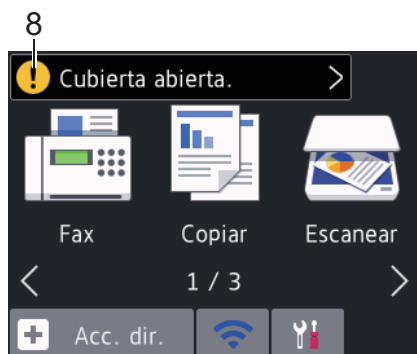 8
! Cubierta abierta. >
Fax Copiar Escanear
< 1 / 3 >
+ Acc. dir.